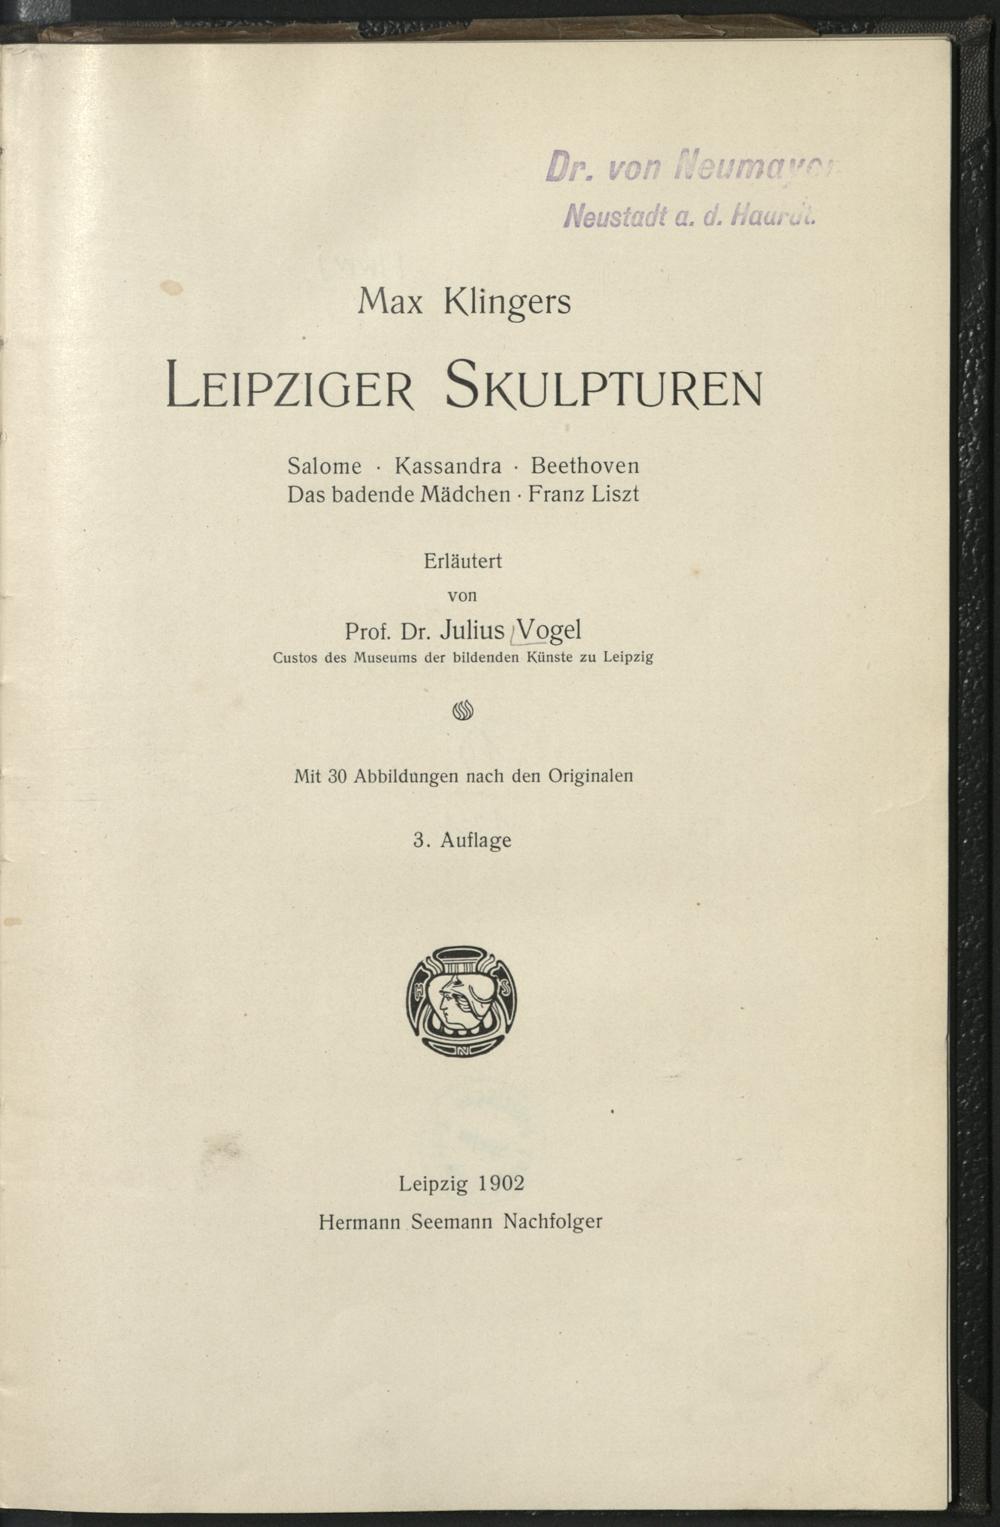 Dr. von Neumayer
Neustadt a. d. Haardt.
Max Klingers
LEIPZIGER SKULPTUREN
Salome · Kassandra · Beethoven
Das badende Mädchen · Franz Liszt
Erläutert
von
Prof. Dr. Julius Vogel
Custos des Museums der bildenden Künste zu Leipzig
Mit 30 Abbildungen nach den Originalen
3. Auflage
H S
N
Leipzig 1902
Hermann Seemann Nachfolger